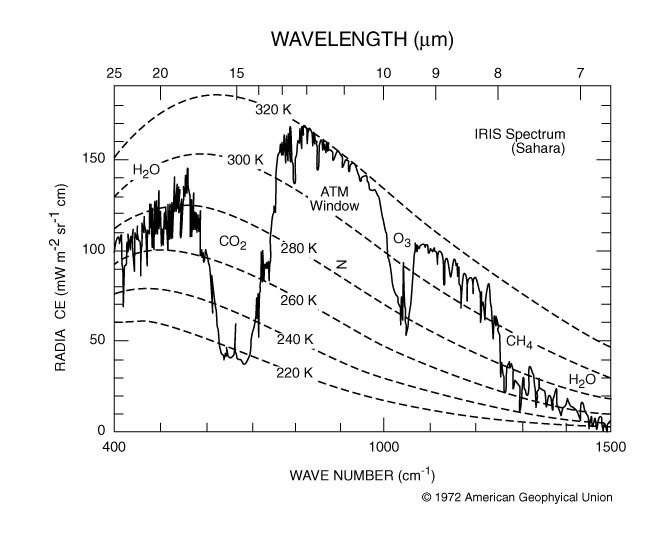 WAVELENGTH (μm)
25 20 15 10 9 8 7
320 K
IRIS Spectrum
(Sahara)
150
H₂O
300 K
ATM
Window
CO₂
O₃
100
280 K
N
260 K
50
240 K
CH₄
220 K
H₂O
0
RADIA CE (mW m⁻² sr⁻¹ cm)
400 1000 1500
WAVE NUMBER (cm⁻¹)
© 1972 American Geophyical Union